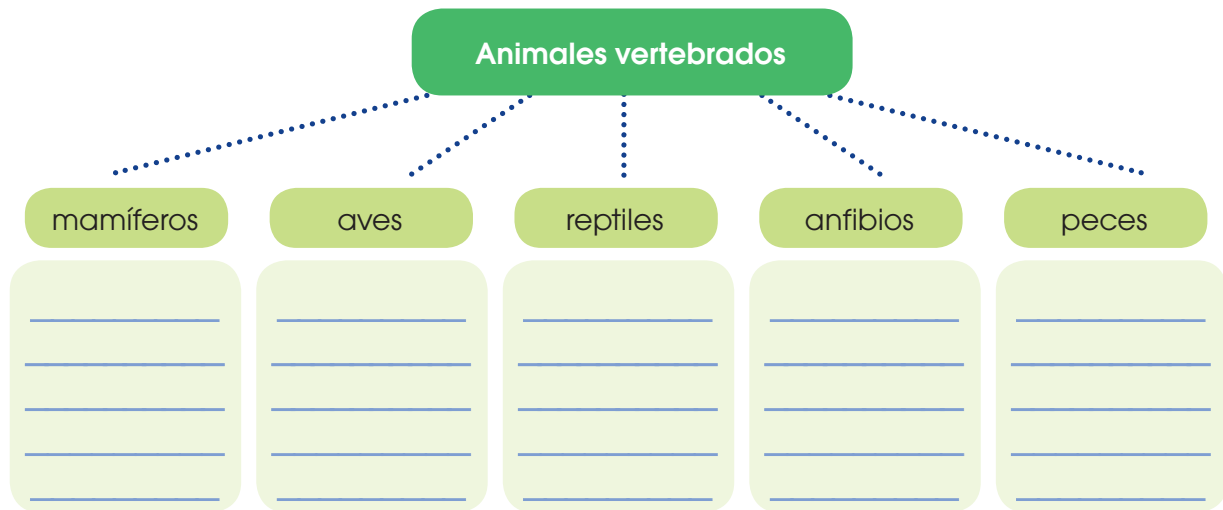 Animales vertebrados
mamíferos
aves
reptiles
anfibios
peces